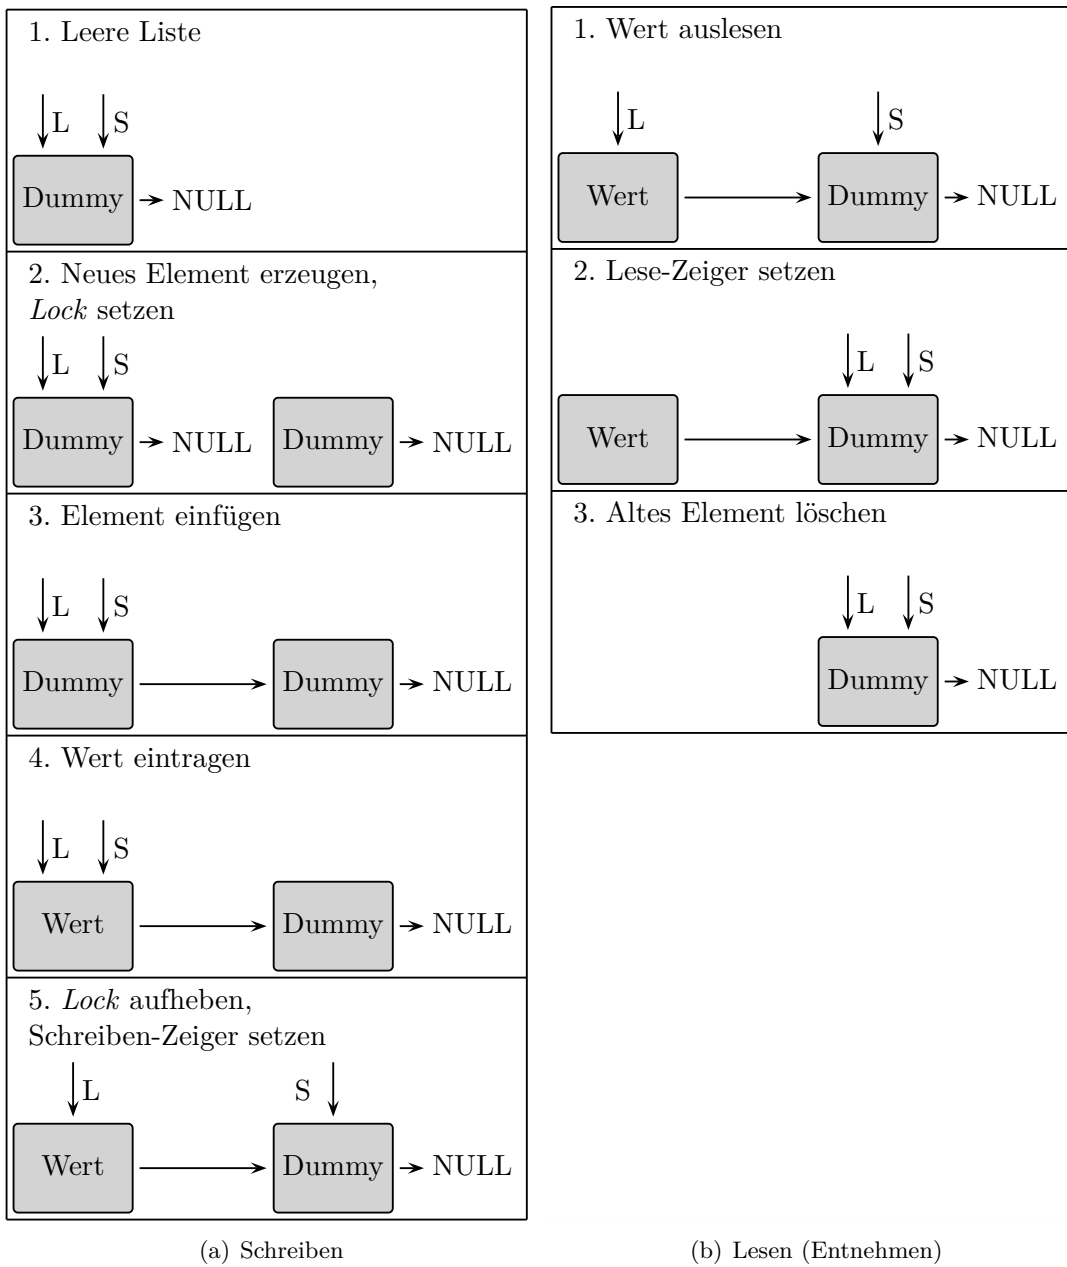 1. Leere Liste
L S
Dummy NULL
2. Neues Element erzeugen,
Lock setzen
L S
Dummy NULL Dummy NULL
3. Element einfügen
L S
Dummy Dummy NULL
4. Wert eintragen
L S
Wert Dummy NULL
5. Lock aufheben,
Schreiben-Zeiger setzen
L S
Wert Dummy NULL
(a) Schreiben
1. Wert auslesen
L S
Wert Dummy NULL
2. Lese-Zeiger setzen
L S
Wert Dummy NULL
3. Altes Element löschen
L S
Dummy NULL
(b) Lesen (Entnehmen)